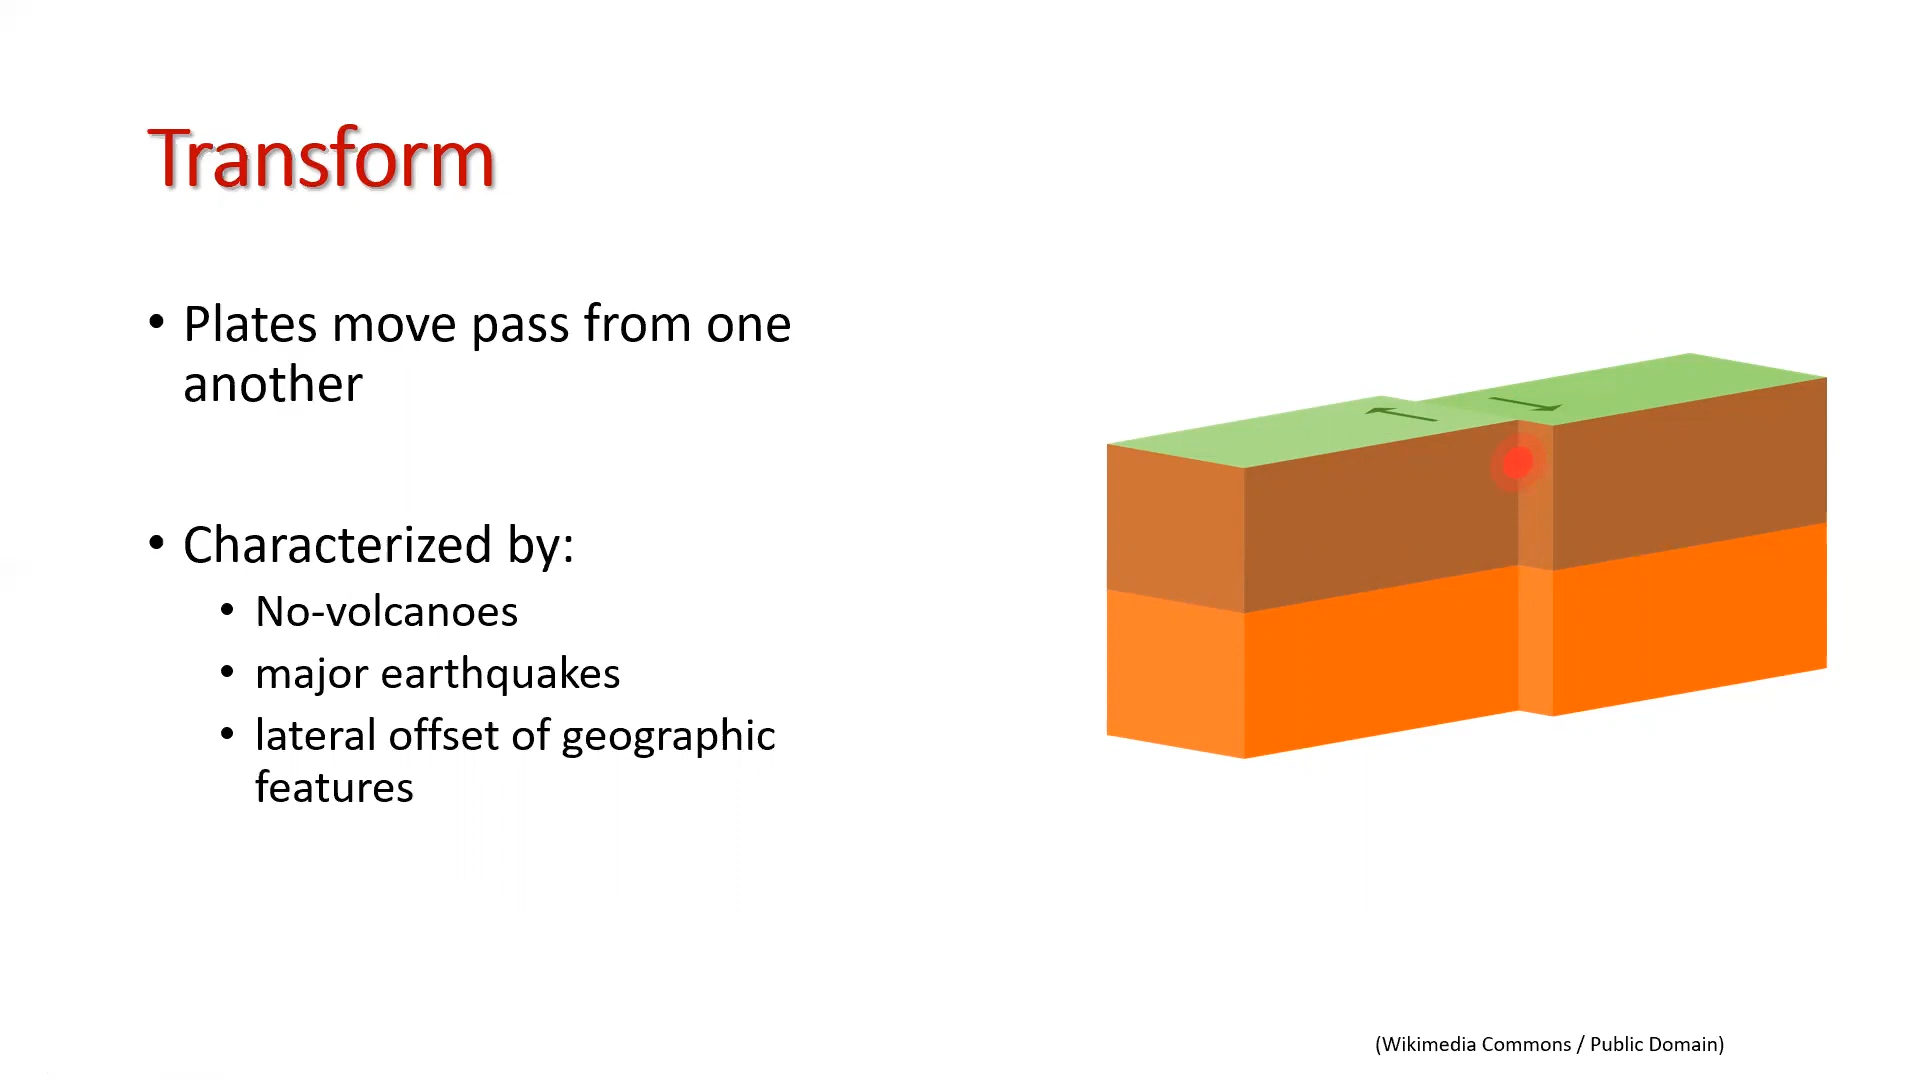 Transform
• Plates move pass from one
another
• Characterized by:
• No-volcanoes
• major earthquakes
• lateral offset of geographic
features
(Wikimedia Commons / Public Domain)